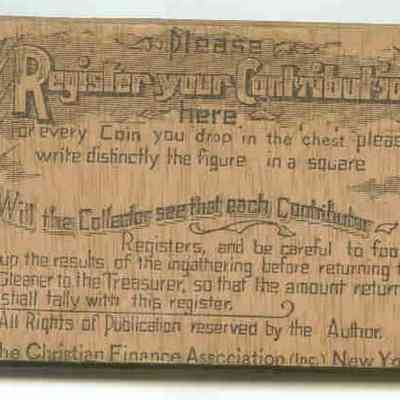 Please
Register your Contributio
here
or every Coin you drop in the chest pleas
write distinctly the figure in a square
Will the Collector see that each Contributor
Registers, and be careful to foo
up the results of the ingathering before returning t
Gleaner to the Treasurer, so that the amount return
shall tally with this register.
All Rights of Publication reserved by the Author.
he Christian Finance Association (Inc.) New Yo